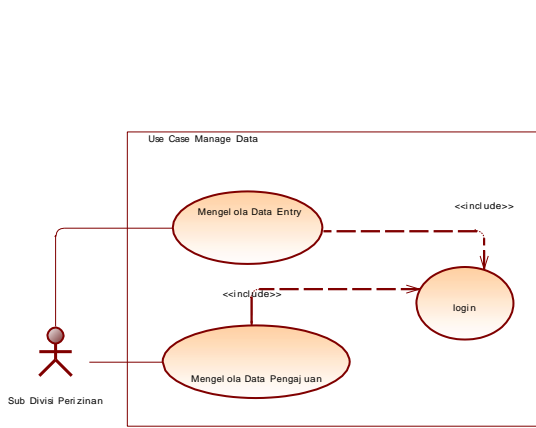 Use Case Manage Data
<<include>>
Mengelola Data Entry
<<include>>
login
Mengelola Data Pengajuan
Sub Divisi Perizinan